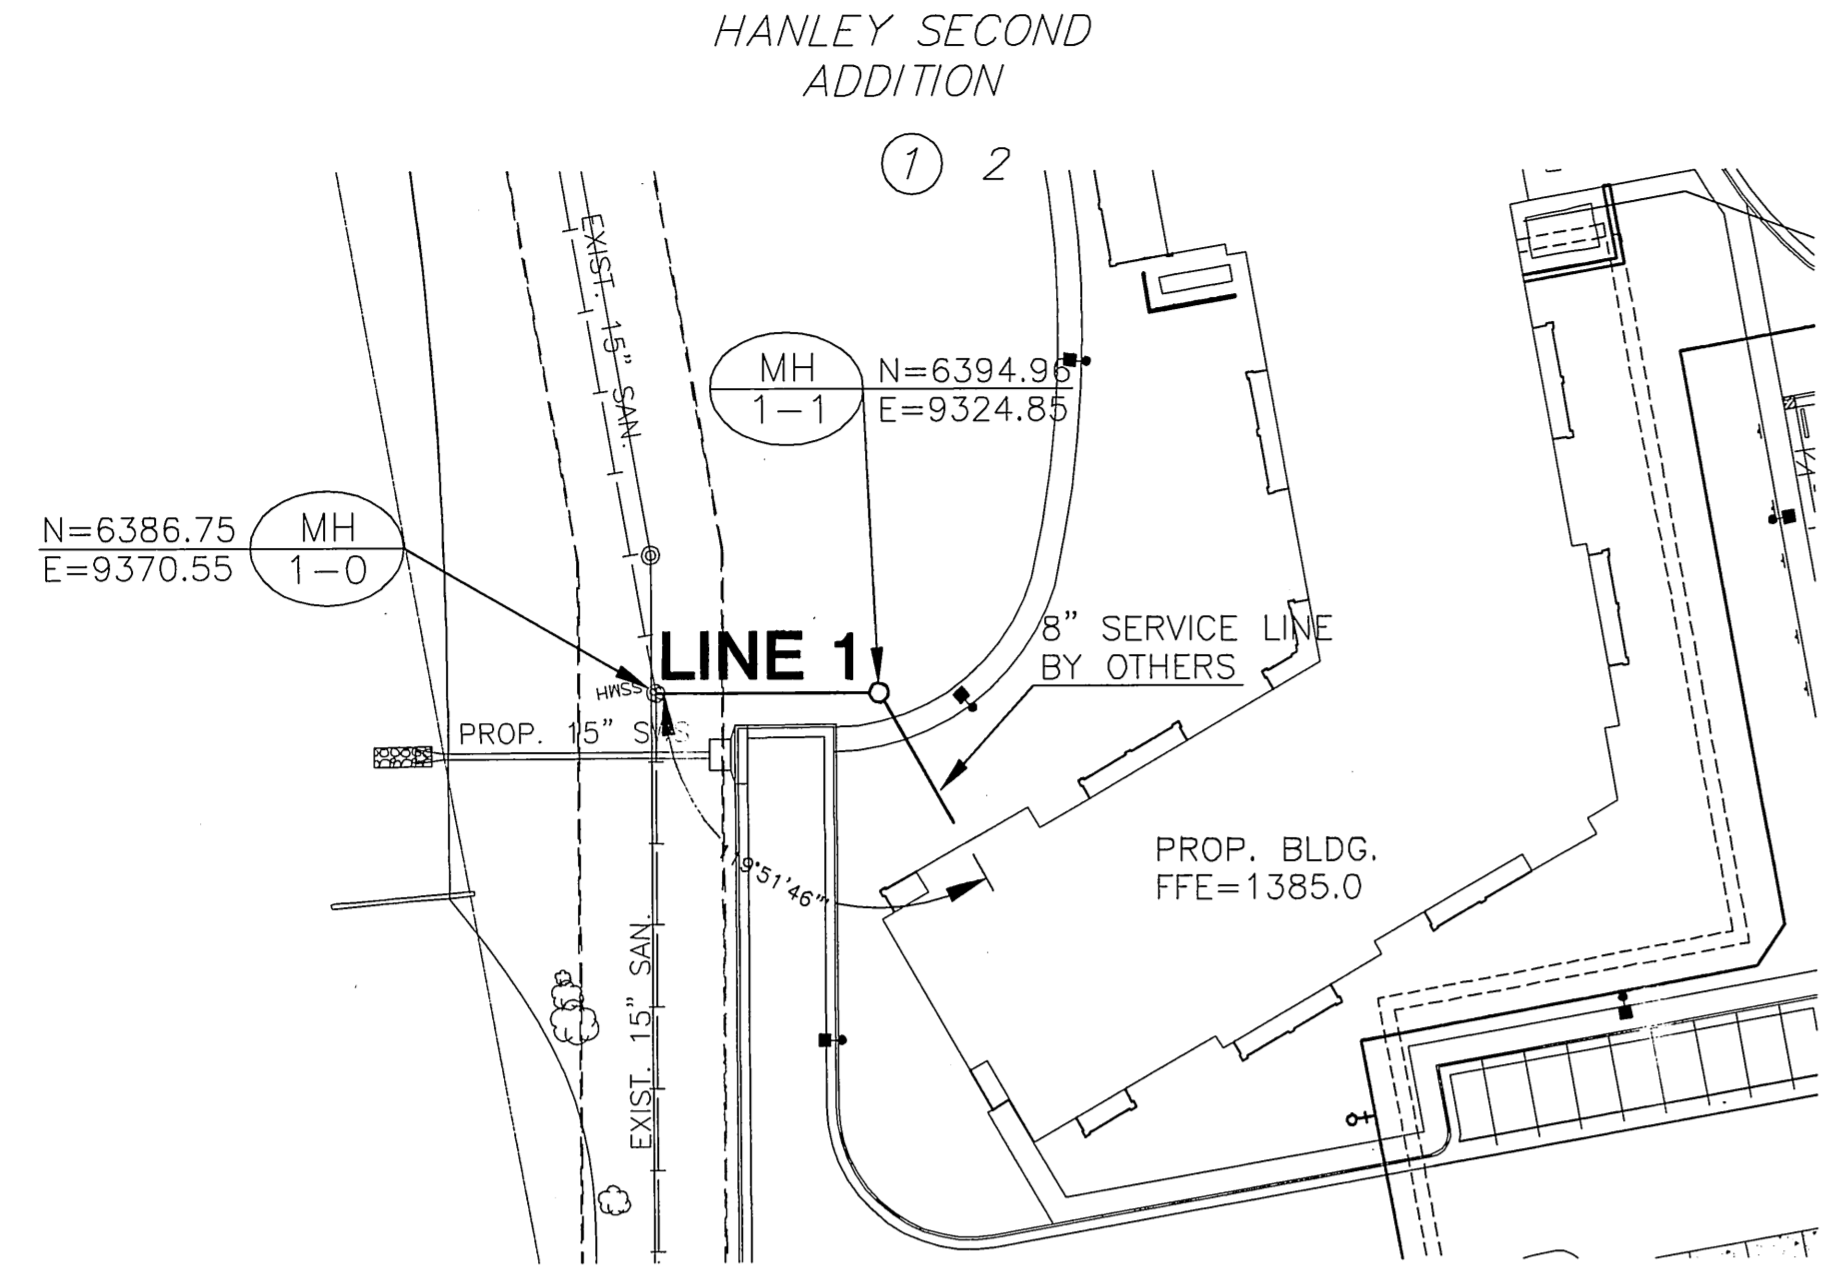 HANLEY SECOND
ADDITION
1 2
EXIST. 15" SAN.
MH
1-1
N=6394.96
E=9324.85
N=6386.75
E=9370.55
MH
1-0
LINE 1
8" SERVICE LINE
BY OTHERS
SSMH
PROP. 15" SWS
9°51'46"
PROP. BLDG.
FFE=1385.0
EXIST. 15" SAN.